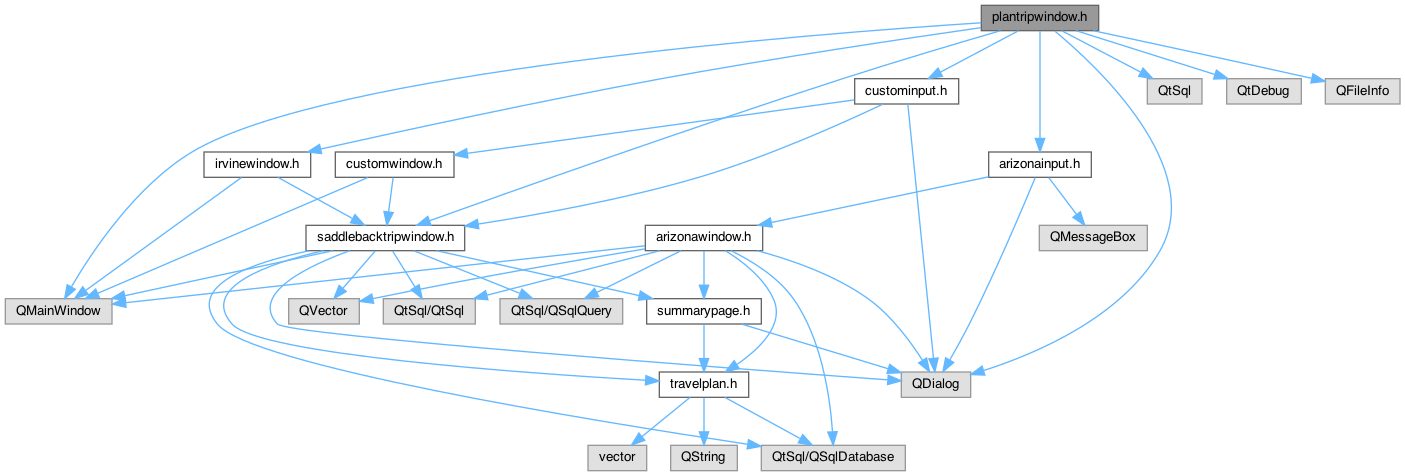 plantripwindow.h
custominput.h
QtSql
QtDebug
QFileInfo
irvinewindow.h
customwindow.h
arizonainput.h
saddlebacktripwindow.h
arizonawindow.h
QMessageBox
QMainWindow
QVector
QtSql/QtSql
QtSql/QSqlQuery
summarypage.h
travelplan.h
QDialog
vector
QString
QtSql/QSqlDatabase